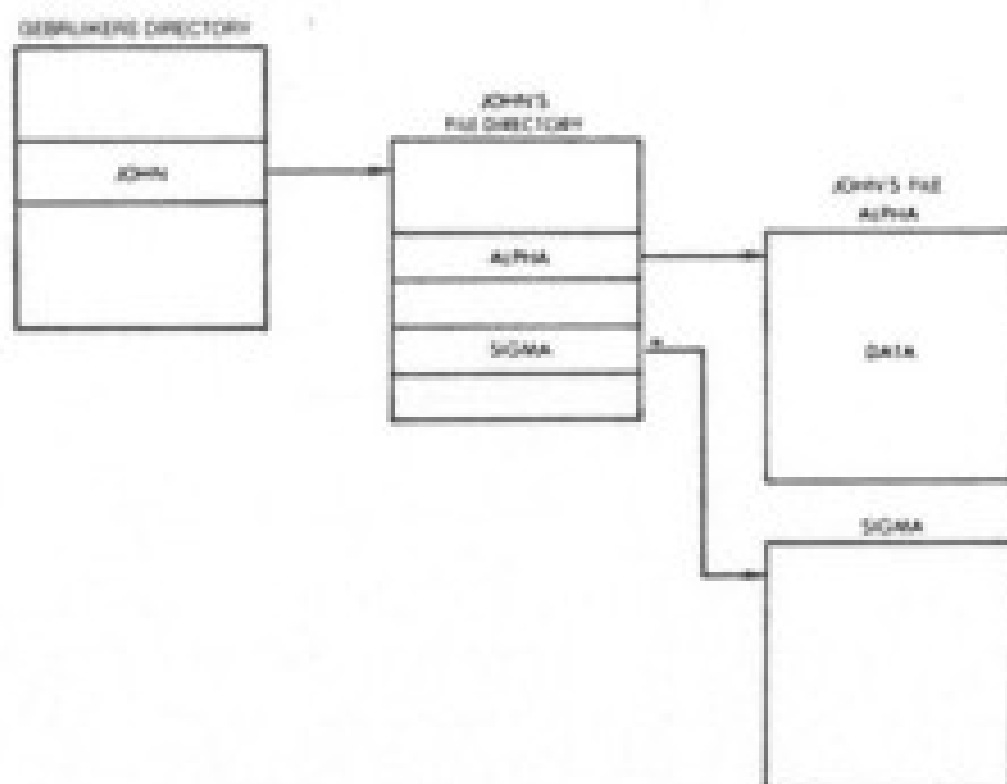 GEBRUIKERS DIRECTORY
JOHN
JOHN'S
FILE DIRECTORY
ALPHA
SIGMA
JOHN'S FILE
ALPHA
DATA
SIGMA